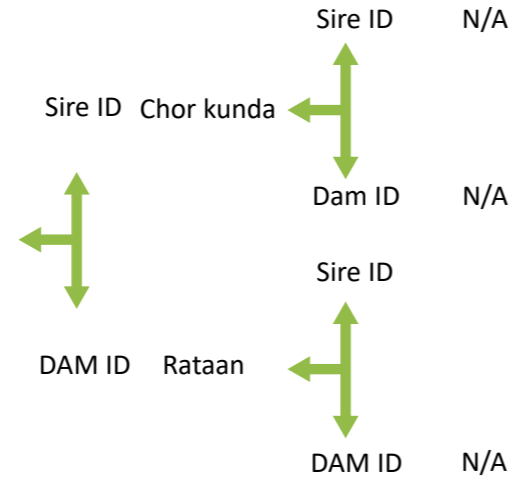 Sire ID N/A
Sire ID Chor kunda
Dam ID N/A
Sire ID
DAM ID Rataan
DAM ID N/A